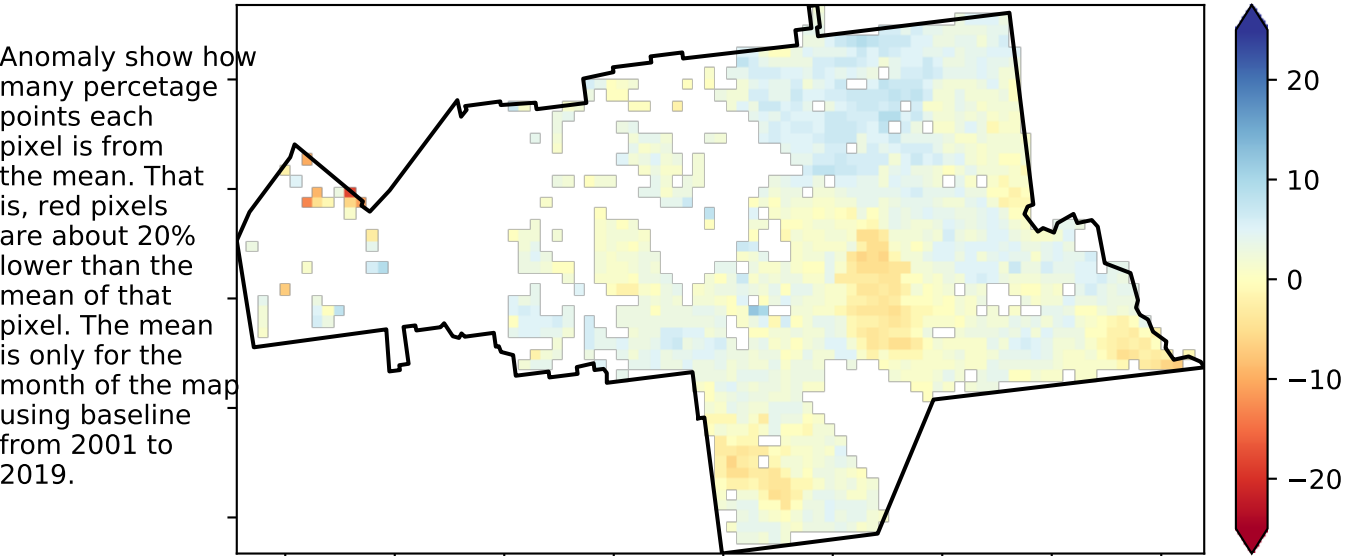 Anomaly show how
many percetage
points each
pixel is from
the mean. That
is, red pixels
are about 20%
lower than the
mean of that
pixel. The mean
is only for the
month of the map
using baseline
from 2001 to
2019.
20
10
0
−10
−20